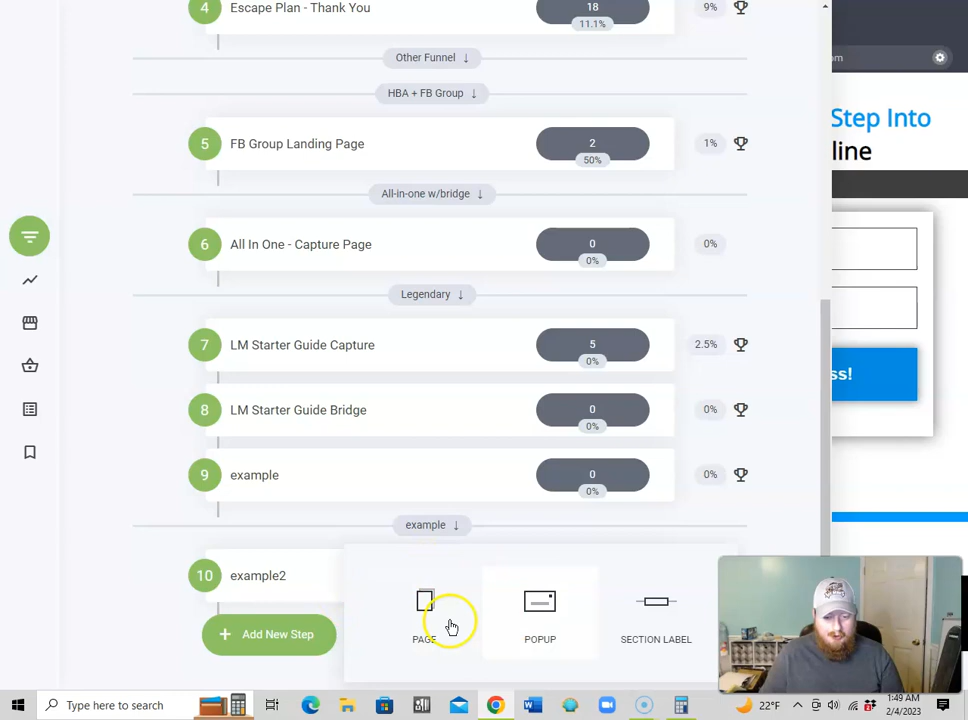 4 Escape Plan - Thank You 18 9%
11.1%
Other Funnel ↓
om
HBA + FB Group ↓
Step Into
line
5 FB Group Landing Page 2 1%
50%
All-in-one w/bridge ↓
6 All In One - Capture Page 0 0%
0%
Legendary ↓
7 LM Starter Guide Capture 5 2.5%
0%
ss!
8 LM Starter Guide Bridge 0 0%
0%
9 example 0 0%
0%
example ↓
10 example2
+ Add New Step
PAGE POPUP SECTION LABEL
Type here to search
22°F
1:49 AM
2/4/2023